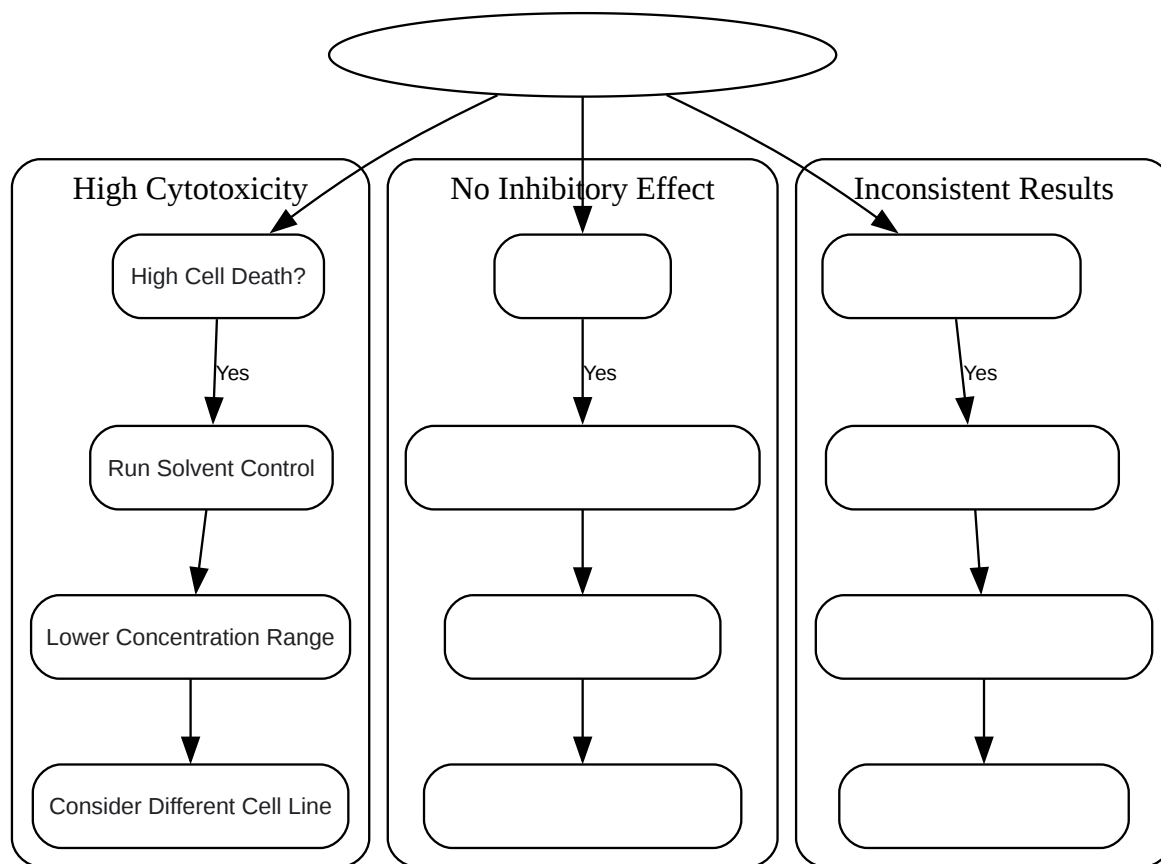 High Cytotoxicity
No Inhibitory Effect
Inconsistent Results
High Cell Death?
Yes
Yes
Yes
Run Solvent Control
Lower Concentration Range
Consider Different Cell Line